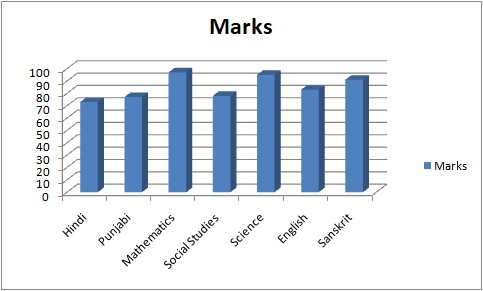 Marks
100
90
80
70
60
50
40
30
20
10
0
Hindi
Punjabi
Mathematics
Social Studies
Science
English
Sanskrit
Marks